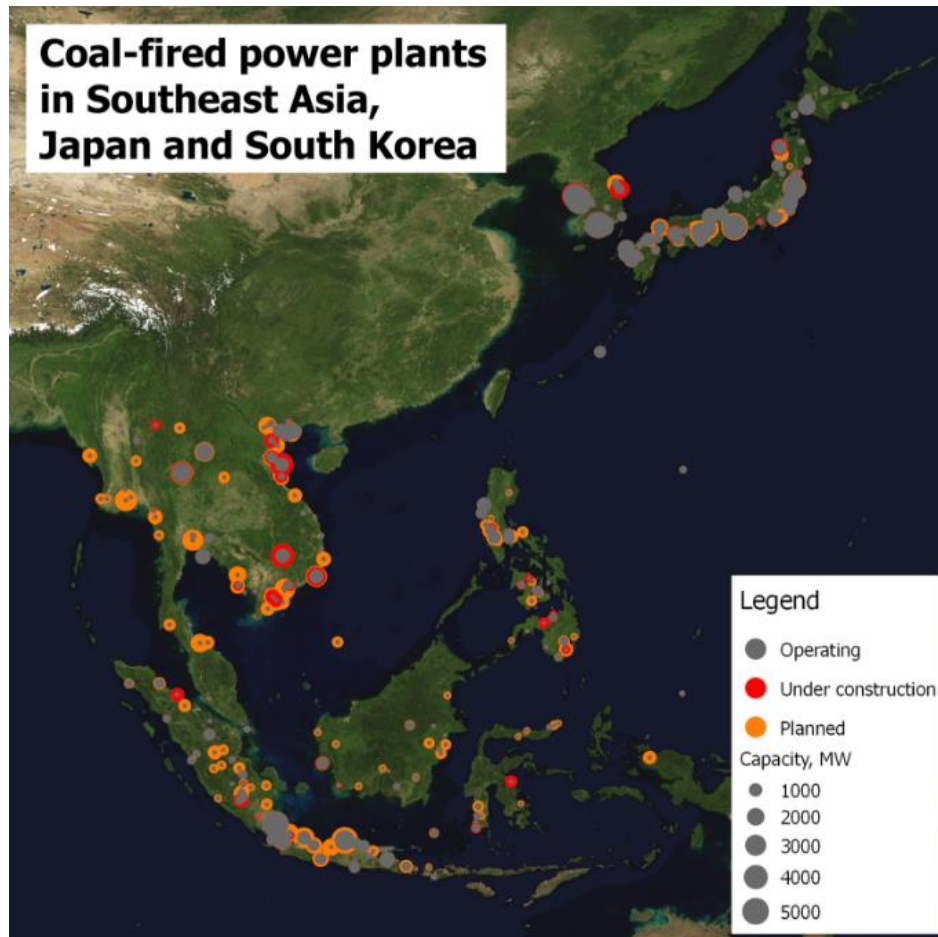 Coal-fired power plants
in Southeast Asia,
Japan and South Korea
Legend
Operating
Under construction
Planned
Capacity, MW
1000
2000
3000
4000
5000